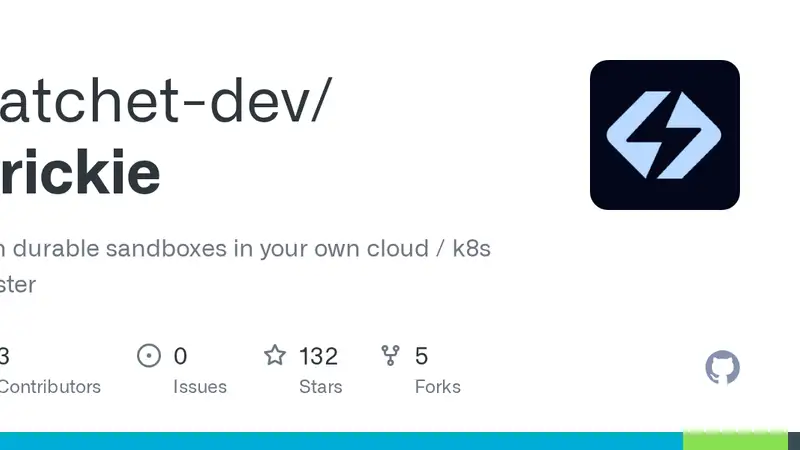 atchet-dev/
rickie
n durable sandboxes in your own cloud / k8s
ster
3 0 132 5
Contributors Issues Stars Forks